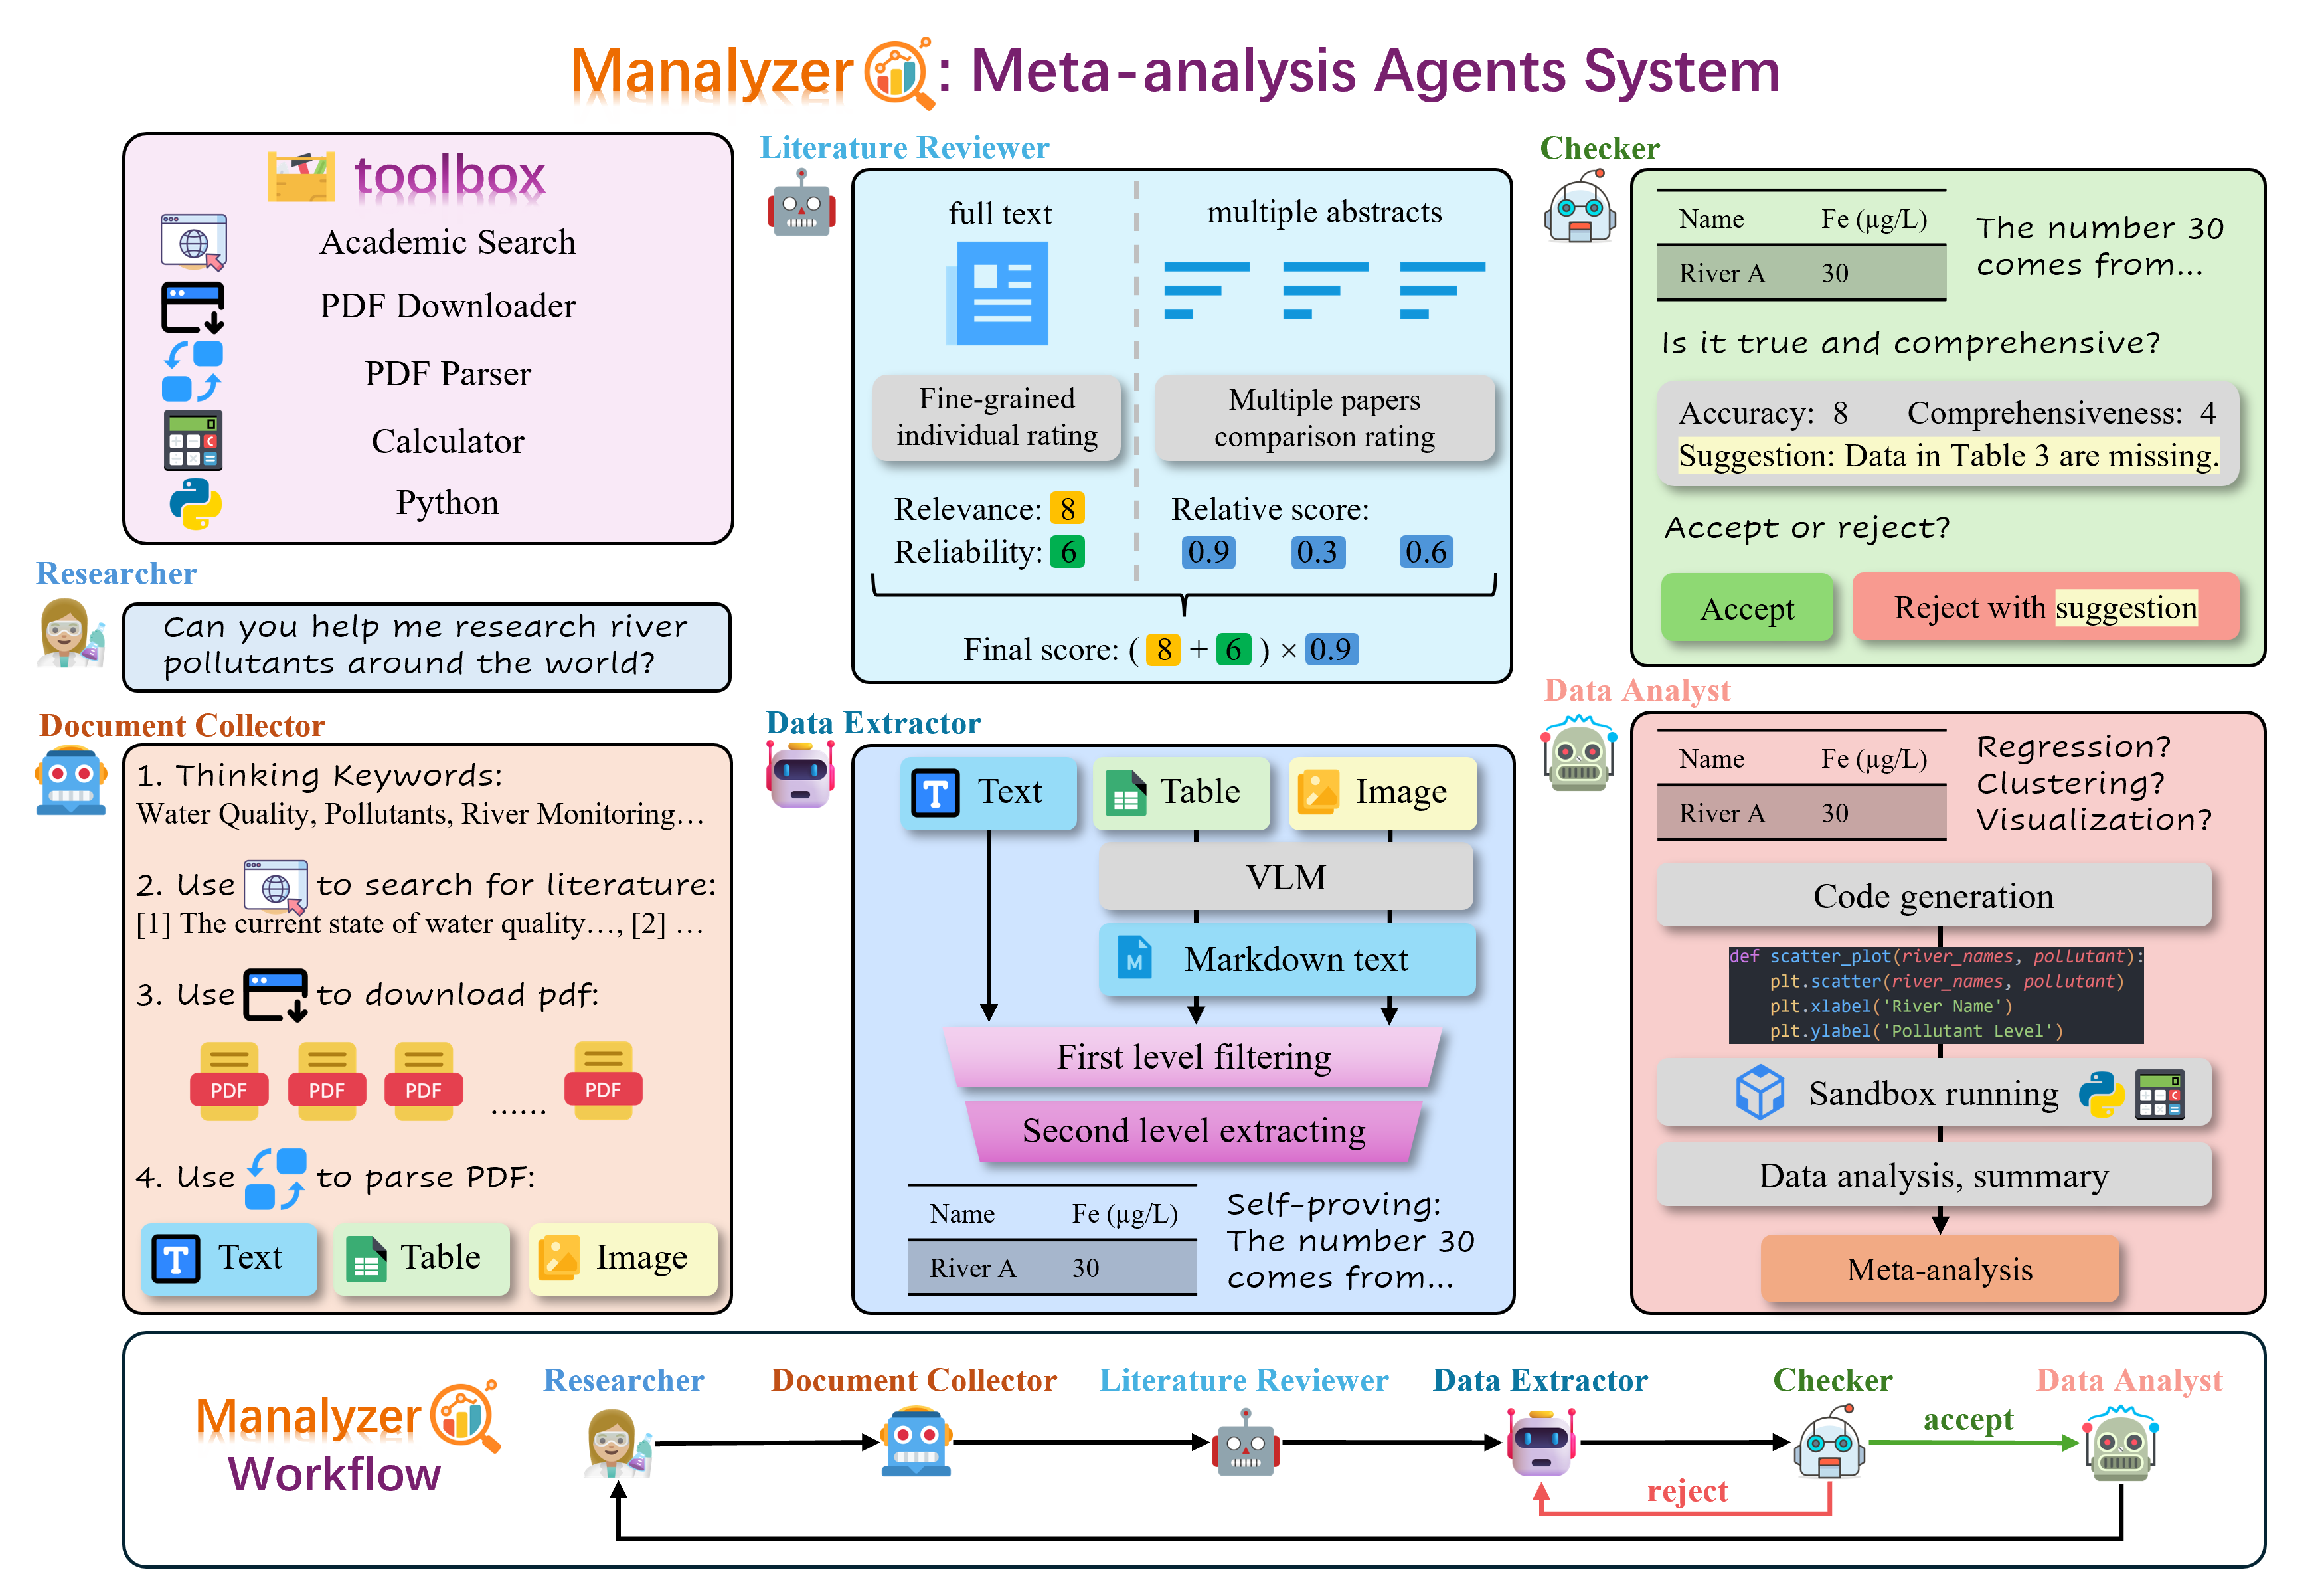 Manalyzer: Meta-analysis Agents System
toolbox
Academic Search
PDF Downloader
PDF Parser
Calculator
Python
Researcher
Can you help me research river
pollutants around the world?
Document Collector
1. Thinking Keywords:
Water Quality, Pollutants, River Monitoring...
2. Use to search for literature:
[1] The current state of water quality..., [2] ...
3. Use to download pdf:
PDF PDF PDF ...... PDF
4. Use to parse PDF:
Text Table Image
Literature Reviewer
full text
Fine-grained
individual rating
Relevance: 8
Reliability: 6
multiple abstracts
Multiple papers
comparison rating
Relative score:
0.9 0.3 0.6
Final score: ( 8 + 6 ) × 0.9
Data Extractor
Text Table Image
VLM
Markdown text
First level filtering
Second level extracting
Name Fe (µg/L)
River A 30
Self-proving:
The number 30
comes from...
Checker
Name Fe (µg/L)
River A 30
The number 30
comes from...
Is it true and comprehensive?
Accuracy: 8 Comprehensiveness: 4
Suggestion: Data in Table 3 are missing.
Accept or reject?
Accept
Reject with suggestion
Data Analyst
Name Fe (µg/L)
River A 30
Regression?
Clustering?
Visualization?
Code generation
def scatter_plot(river_names, pollutant):
plt.scatter(river_names, pollutant)
plt.xlabel('River Name')
plt.ylabel('Pollutant Level')
Sandbox running
Data analysis, summary
Meta-analysis
Manalyzer
Workflow
Researcher
Document Collector
Literature Reviewer
Data Extractor
Checker
Data Analyst
accept
reject